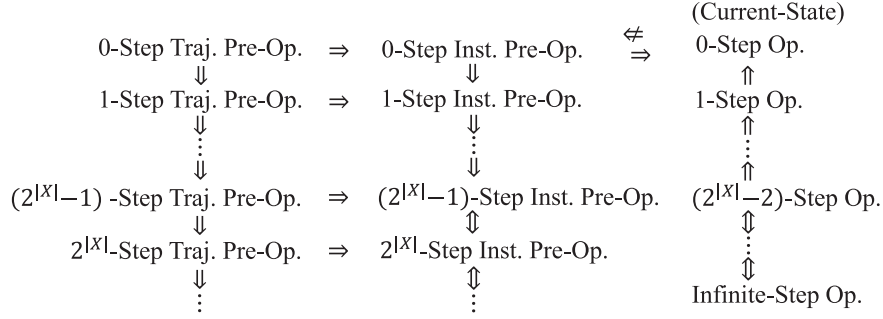 (Current-State)
0-Step Traj. Pre-Op. ⇒ 0-Step Inst. Pre-Op. ⇍ ⇒ 0-Step Op.
⇓ ⇓ ⇑
1-Step Traj. Pre-Op. ⇒ 1-Step Inst. Pre-Op. 1-Step Op.
⇓ ⇓ ⇑
⋮ ⋮ ⋮
⇓ ⇓ ⇑
(2^|X|−1) -Step Traj. Pre-Op. ⇒ (2^|X|−1)-Step Inst. Pre-Op. (2^|X|−2)-Step Op.
⇓ ⇕ ⇕
2^|X|-Step Traj. Pre-Op. ⇒ 2^|X|-Step Inst. Pre-Op. ⋮
⇓ ⇕ ⇕
⋮ ⋮ Infinite-Step Op.